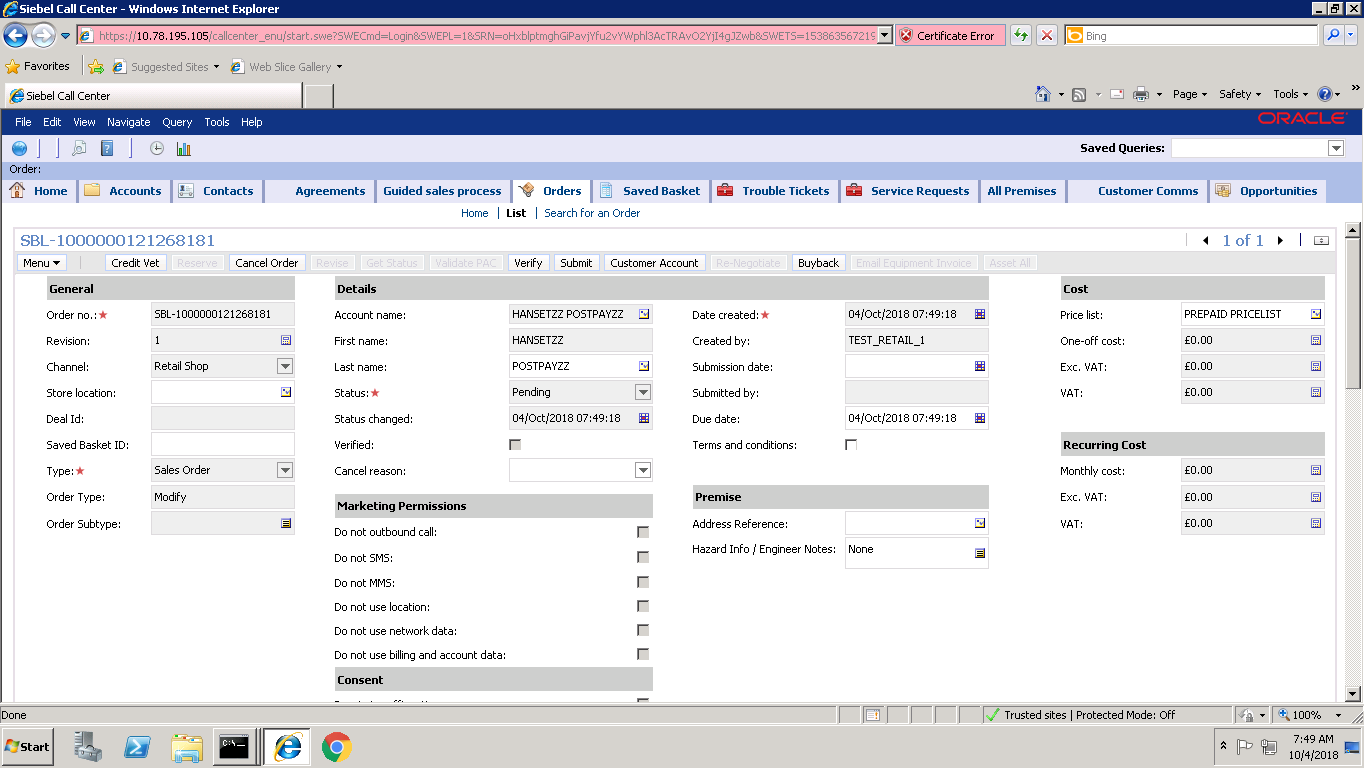 Siebel Call Center - Windows Internet Explorer
https://10.78.195.105/callcenter_enu/start.swe?SWECmd=Login&SWEPL=1&SRN= Certificate Error Bing
Favorites Suggested Sites Web Slice Gallery
Siebel Call Center Page Safety Tools
File Edit View Navigate Query Tools Help ORACLE
Saved Queries:
Order:
Home Accounts Contacts Agreements Guided sales process Orders Saved Basket Trouble Tickets Service Requests All Premises Customer Comms Opportunities
Home List Search for an Order
SBL-1000000121268181 1 of 1
Menu Credit Vet Reserve Cancel Order Revise Get Status Validate PAC Verify Submit Customer Account Re-Negotiate Buyback Email Equipment Invoice Asset All
General Details Cost
Order no.: SBL-1000000121268181 Account name: HANSETZZ POSTPAYZZ Date created: 04/Oct/2018 07:49:18 Price list: PREPAID PRICELIST
Revision: 1 First name: HANSETZZ Created by: TEST_RETAIL_1 One-off cost: £0.00
Channel: Retail Shop Last name: POSTPAYZZ Submission date: Exc. VAT: £0.00
Store location: Status: Pending Submitted by: VAT: £0.00
Deal Id: Status changed: 04/Oct/2018 07:49:18 Due date: 04/Oct/2018 07:49:18
Saved Basket ID: Verified: Terms and conditions: Recurring Cost
Type: Sales Order Cancel reason: Monthly cost: £0.00
Order Type: Modify Marketing Permissions Premise Exc. VAT: £0.00
Order Subtype: Do not outbound call: Address Reference: VAT: £0.00
Do not SMS: Hazard Info / Engineer Notes: None
Do not MMS:
Do not use location:
Do not use network data:
Do not use billing and account data:
Consent
Done Trusted sites | Protected Mode: Off 100%
Start 7:49 AM
10/4/2018